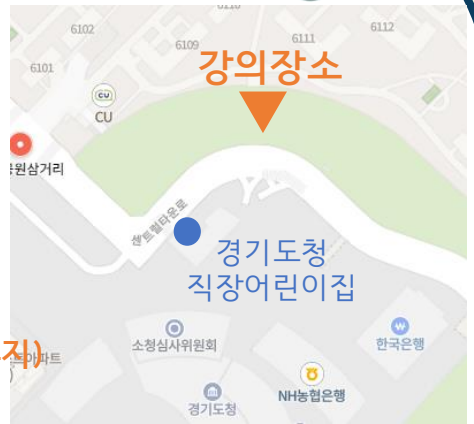 6110
6102
6109
6111
6112
강의장소
6101
CU
CU
원삼거리
센트럴타운로
경기도청
직장어린이집
직)
아파트
소청심사위원회
한국은행
NH농협은행
경기도청